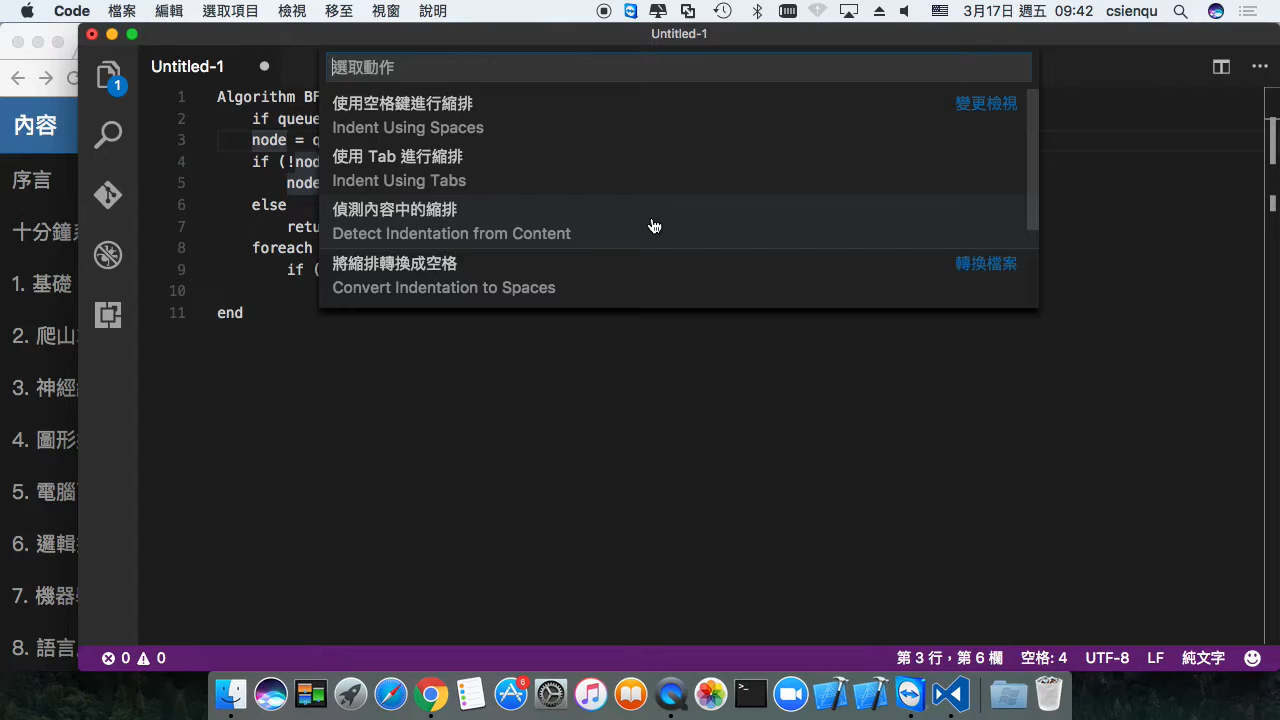 Code 檔案 編輯 選取項目 檢視 移至 視窗 說明 3月17日 週五 09:42 csienqu
Untitled-1
內容
序言
十分鐘
1. 基礎
2. 爬山
3. 神經
4. 圖形
5. 電腦
6. 邏輯
7. 機器
8. 語言
1
Untitled-1
選取動作
使用空格鍵進行縮排 變更檢視
Indent Using Spaces
使用 Tab 進行縮排
Indent Using Tabs
偵測內容中的縮排
Detect Indentation from Content
將縮排轉換成空格 轉換檔案
Convert Indentation to Spaces
1 Algorithm BF
2 if queue
3 node = q
4 if (!nod
5 node
6 else
7 retu
8 foreach
9 if (
10
11 end
0 0 第 3 行，第 6 欄 空格: 4 UTF-8 LF 純文字
6